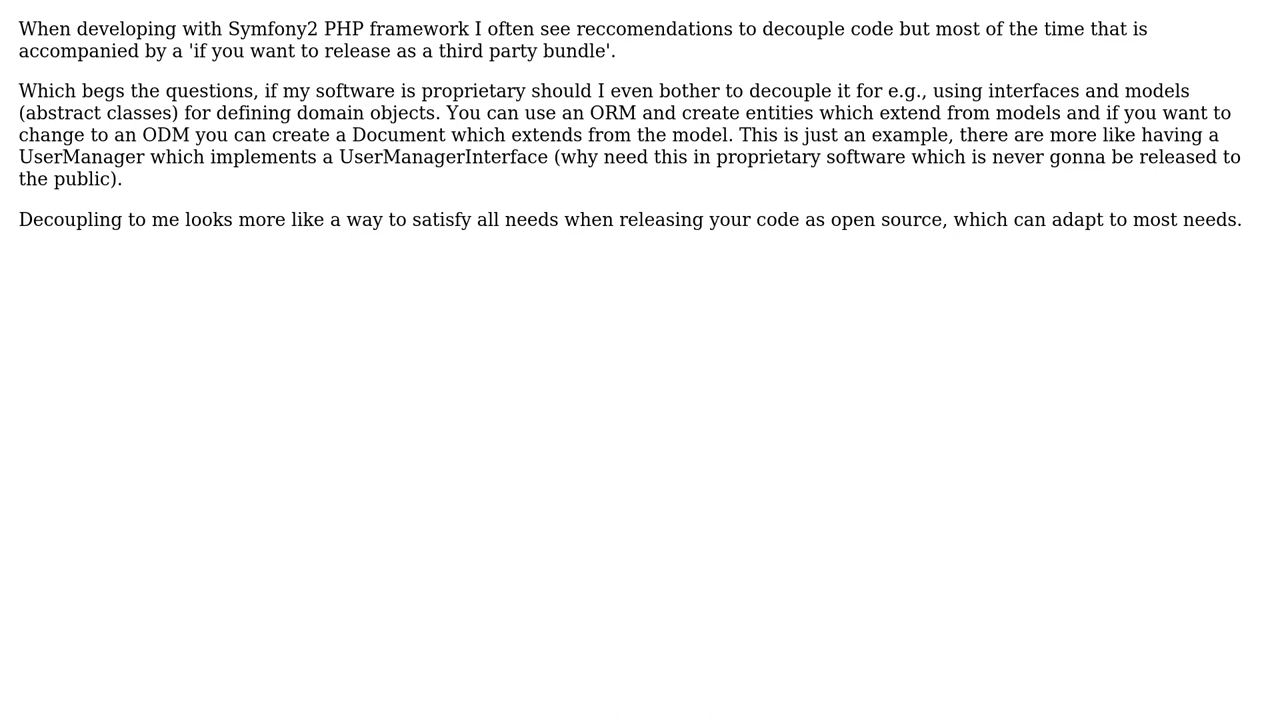 When developing with Symfony2 PHP framework I often see reccomendations to decouple code but most of the time that is
accompanied by a 'if you want to release as a third party bundle'.
Which begs the questions, if my software is proprietary should I even bother to decouple it for e.g., using interfaces and models
(abstract classes) for defining domain objects. You can use an ORM and create entities which extend from models and if you want to
change to an ODM you can create a Document which extends from the model. This is just an example, there are more like having a
UserManager which implements a UserManagerInterface (why need this in proprietary software which is never gonna be released to
the public).
Decoupling to me looks more like a way to satisfy all needs when releasing your code as open source, which can adapt to most needs.